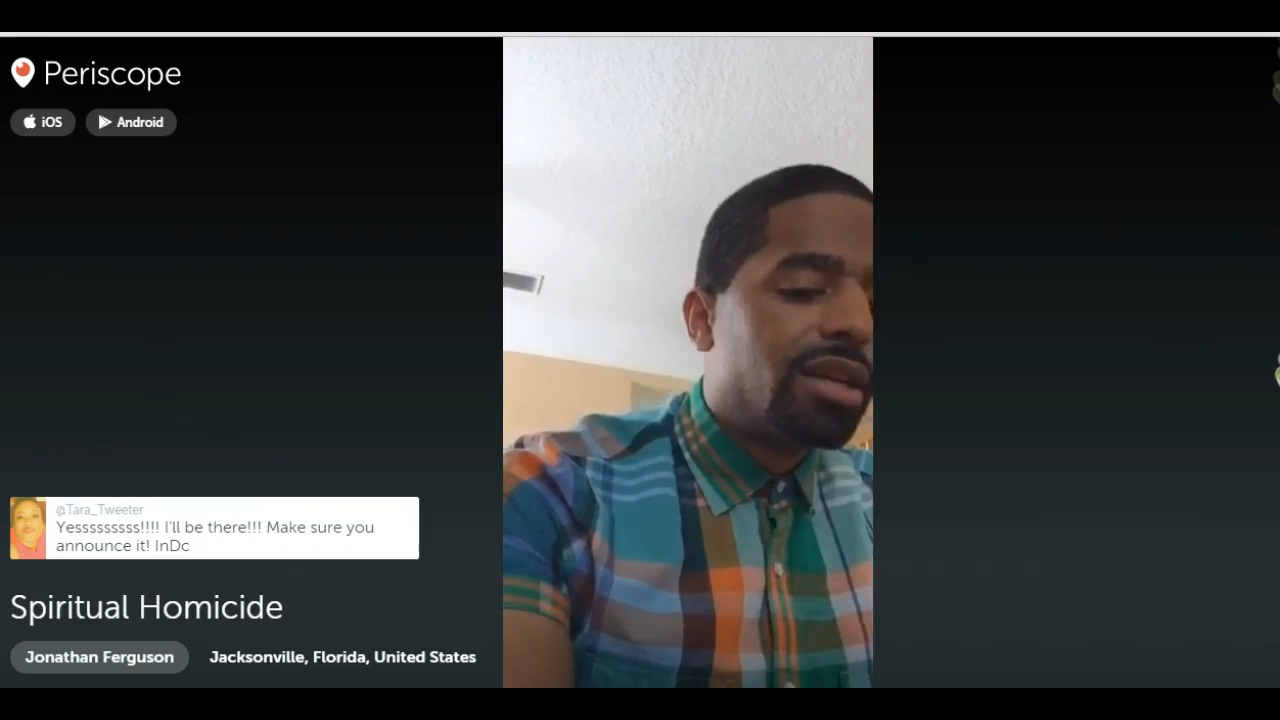 Periscope
iOS
Android
@Tara_Tweeter
Yesssssssss!!!! I'll be there!!! Make sure you
announce it! InDc
Spiritual Homicide
Jonathan Ferguson
Jacksonville, Florida, United States